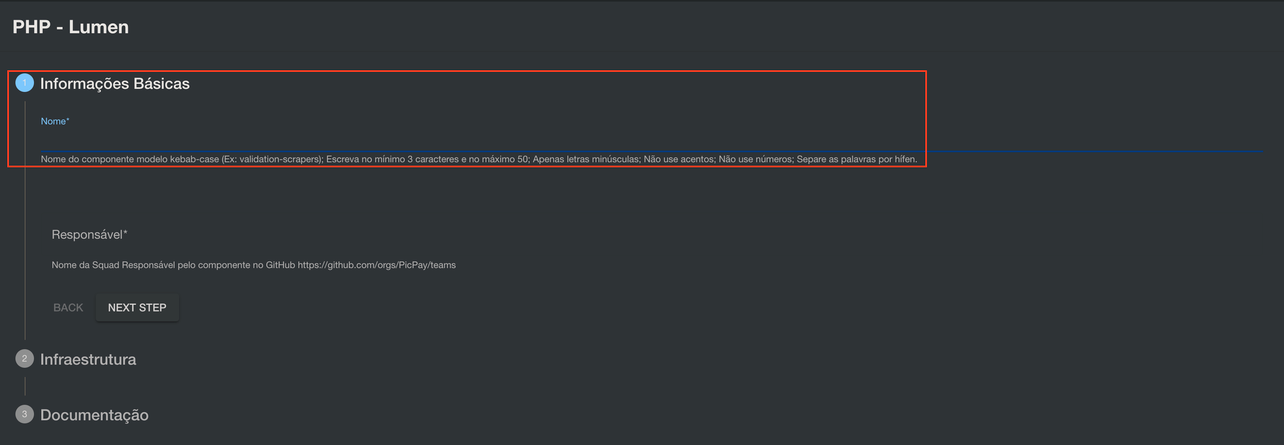 PHP - Lumen
1 Informações Básicas
Nome*
Nome do componente modelo kebab-case (Ex: validation-scrapers); Escreva no mínimo 3 caracteres e no máximo 50; Apenas letras minúsculas; Não use acentos; Não use números; Separe as palavras por hífen.
Responsável*
Nome da Squad Responsável pelo componente no GitHub https://github.com/orgs/PicPay/teams
BACK NEXT STEP
2 Infraestrutura
3 Documentação